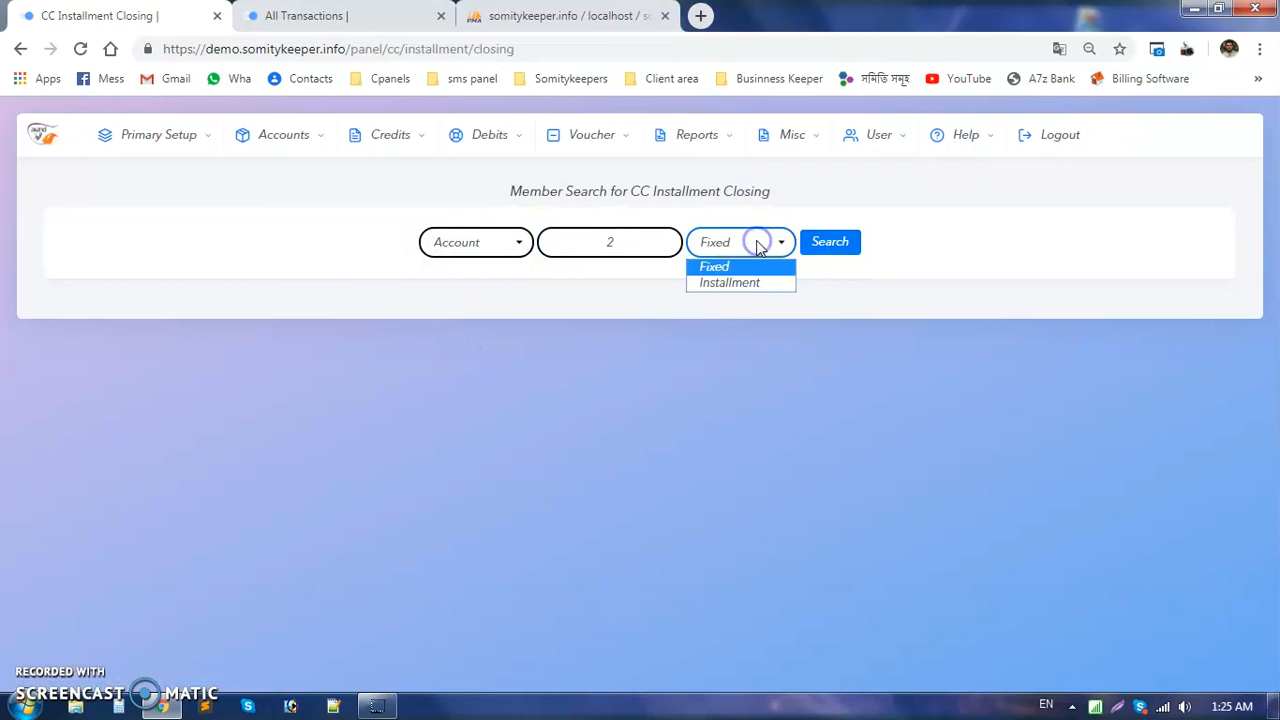 CC Installment Closing |
All Transactions |
somitykeeper.info / localhost / sc
https://demo.somitykeeper.info/panel/cc/installment/closing
Apps
Mess
Gmail
Wha
Contacts
Cpanels
sms panel
Somitykeepers
Client area
Businness Keeper
সমিতি সমূহ
YouTube
A7z Bank
Billing Software
»
Primary Setup
Accounts
Credits
Debits
Voucher
Reports
Misc
User
Help
Logout
Member Search for CC Installment Closing
Account
2
Fixed
Search
Fixed
Installment
RECORDED WITH
SCREENCAST MATIC
EN
1:25 AM